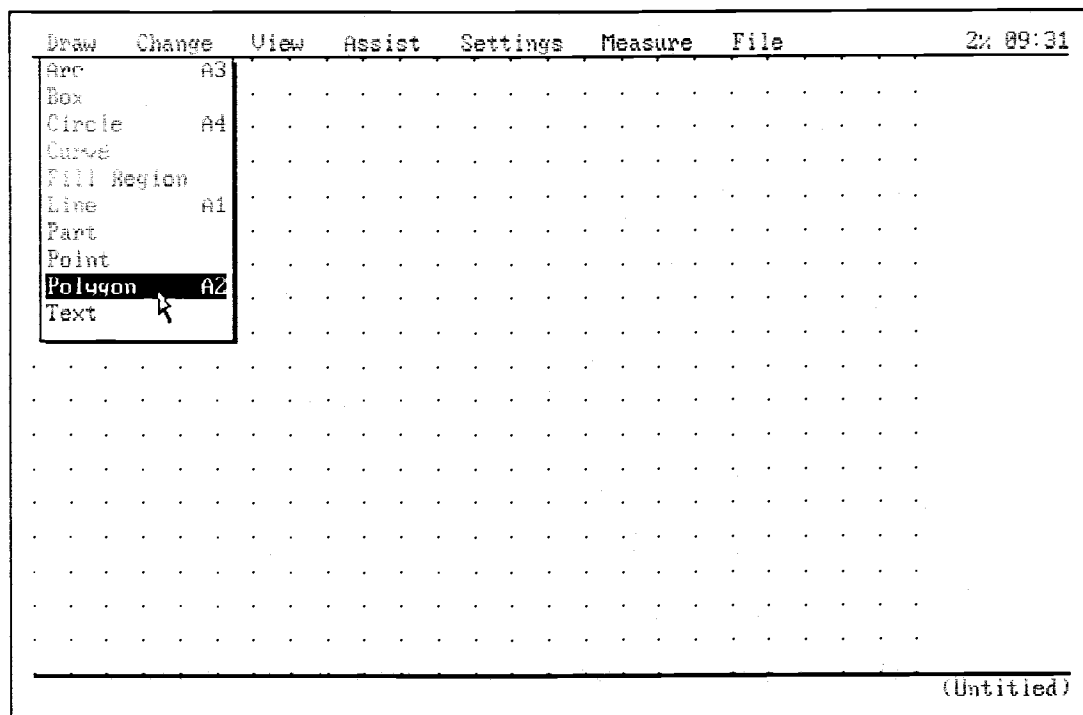 Draw Change View Assist Settings Measure File 2% 09:31
Arc A3
Box
Circle A4
Curve
Fill Region
Line A1
Part
Point
Polygon A2
Text
(Untitled)